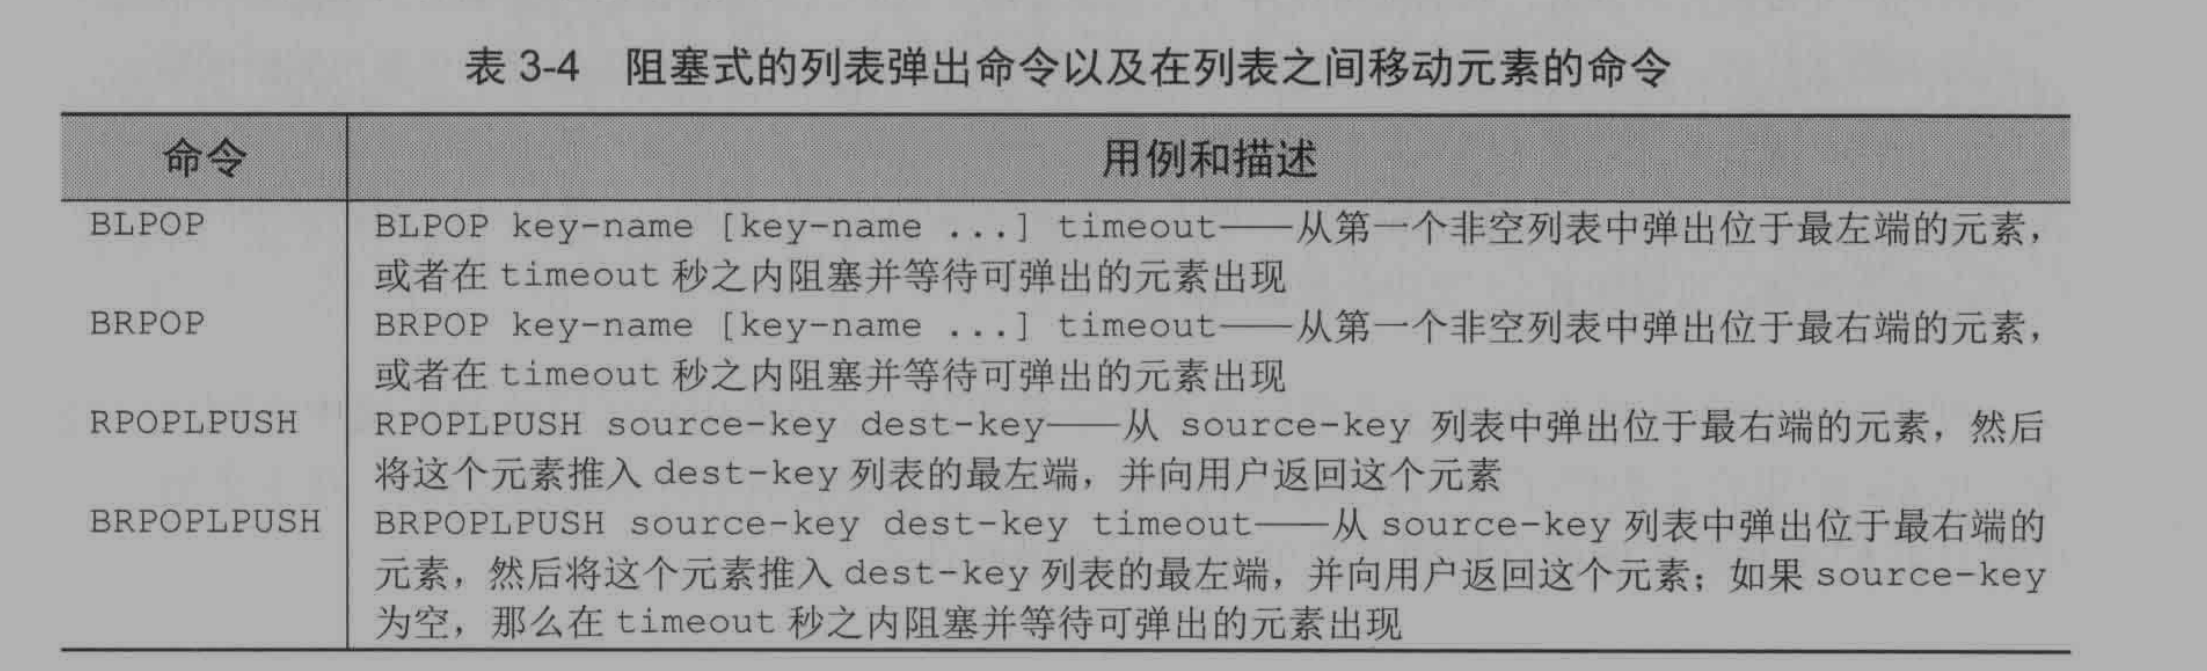 表 3-4 阻塞式的列表弹出命令以及在列表之间移动元素的命令
命令 用例和描述
BLPOP BLPOP key-name [key-name ...] timeout——从第一个非空列表中弹出位于最左端的元素，
或者在 timeout 秒之内阻塞并等待可弹出的元素出现
BRPOP BRPOP key-name [key-name ...] timeout——从第一个非空列表中弹出位于最右端的元素，
或者在 timeout 秒之内阻塞并等待可弹出的元素出现
RPOPLPUSH RPOPLPUSH source-key dest-key——从 source-key 列表中弹出位于最右端的元素，然后
将这个元素推入 dest-key 列表的最左端，并向用户返回这个元素
BRPOPLPUSH BRPOPLPUSH source-key dest-key timeout——从 source-key 列表中弹出位于最右端的
元素，然后将这个元素推入 dest-key 列表的最左端，并向用户返回这个元素；如果 source-key
为空，那么在 timeout 秒之内阻塞并等待可弹出的元素出现